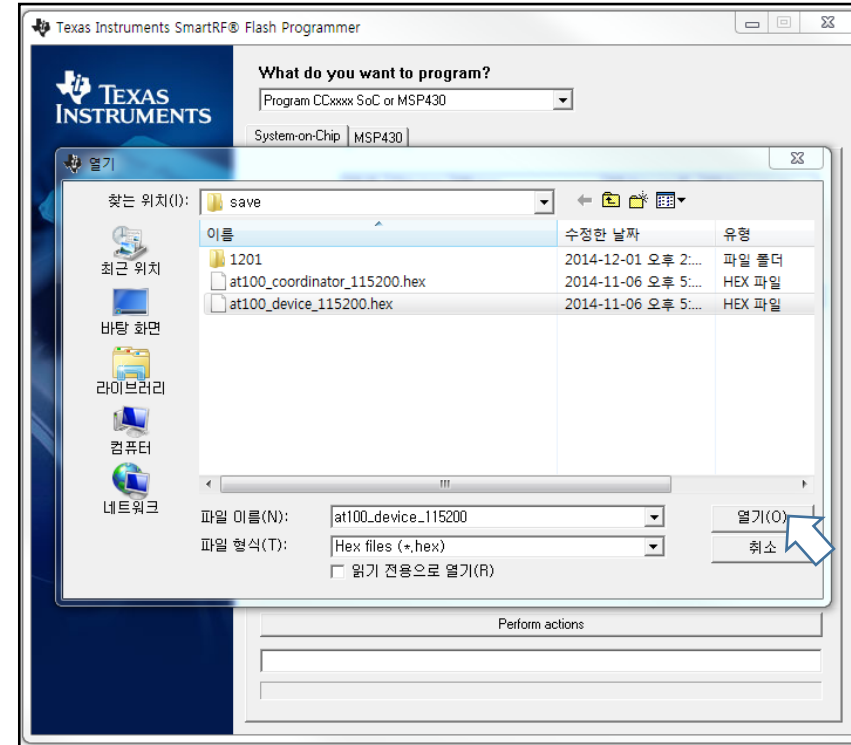 Texas Instruments SmartRF® Flash Programmer
TEXAS
INSTRUMENTS
What do you want to program?
Program CCxxxx SoC or MSP430
System-on-Chip MSP430
열기
찾는 위치(I): save
이름 수정한 날짜 유형
1201 2014-12-01 오후 2:... 파일 폴더
at100_coordinator_115200.hex 2014-11-06 오후 5:... HEX 파일
at100_device_115200.hex 2014-11-06 오후 5:... HEX 파일
최근 위치
바탕 화면
라이브러리
컴퓨터
네트워크
파일 이름(N): at100_device_115200 열기(O)
파일 형식(T): Hex files (*.hex) 취소
읽기 전용으로 열기(R)
Perform actions